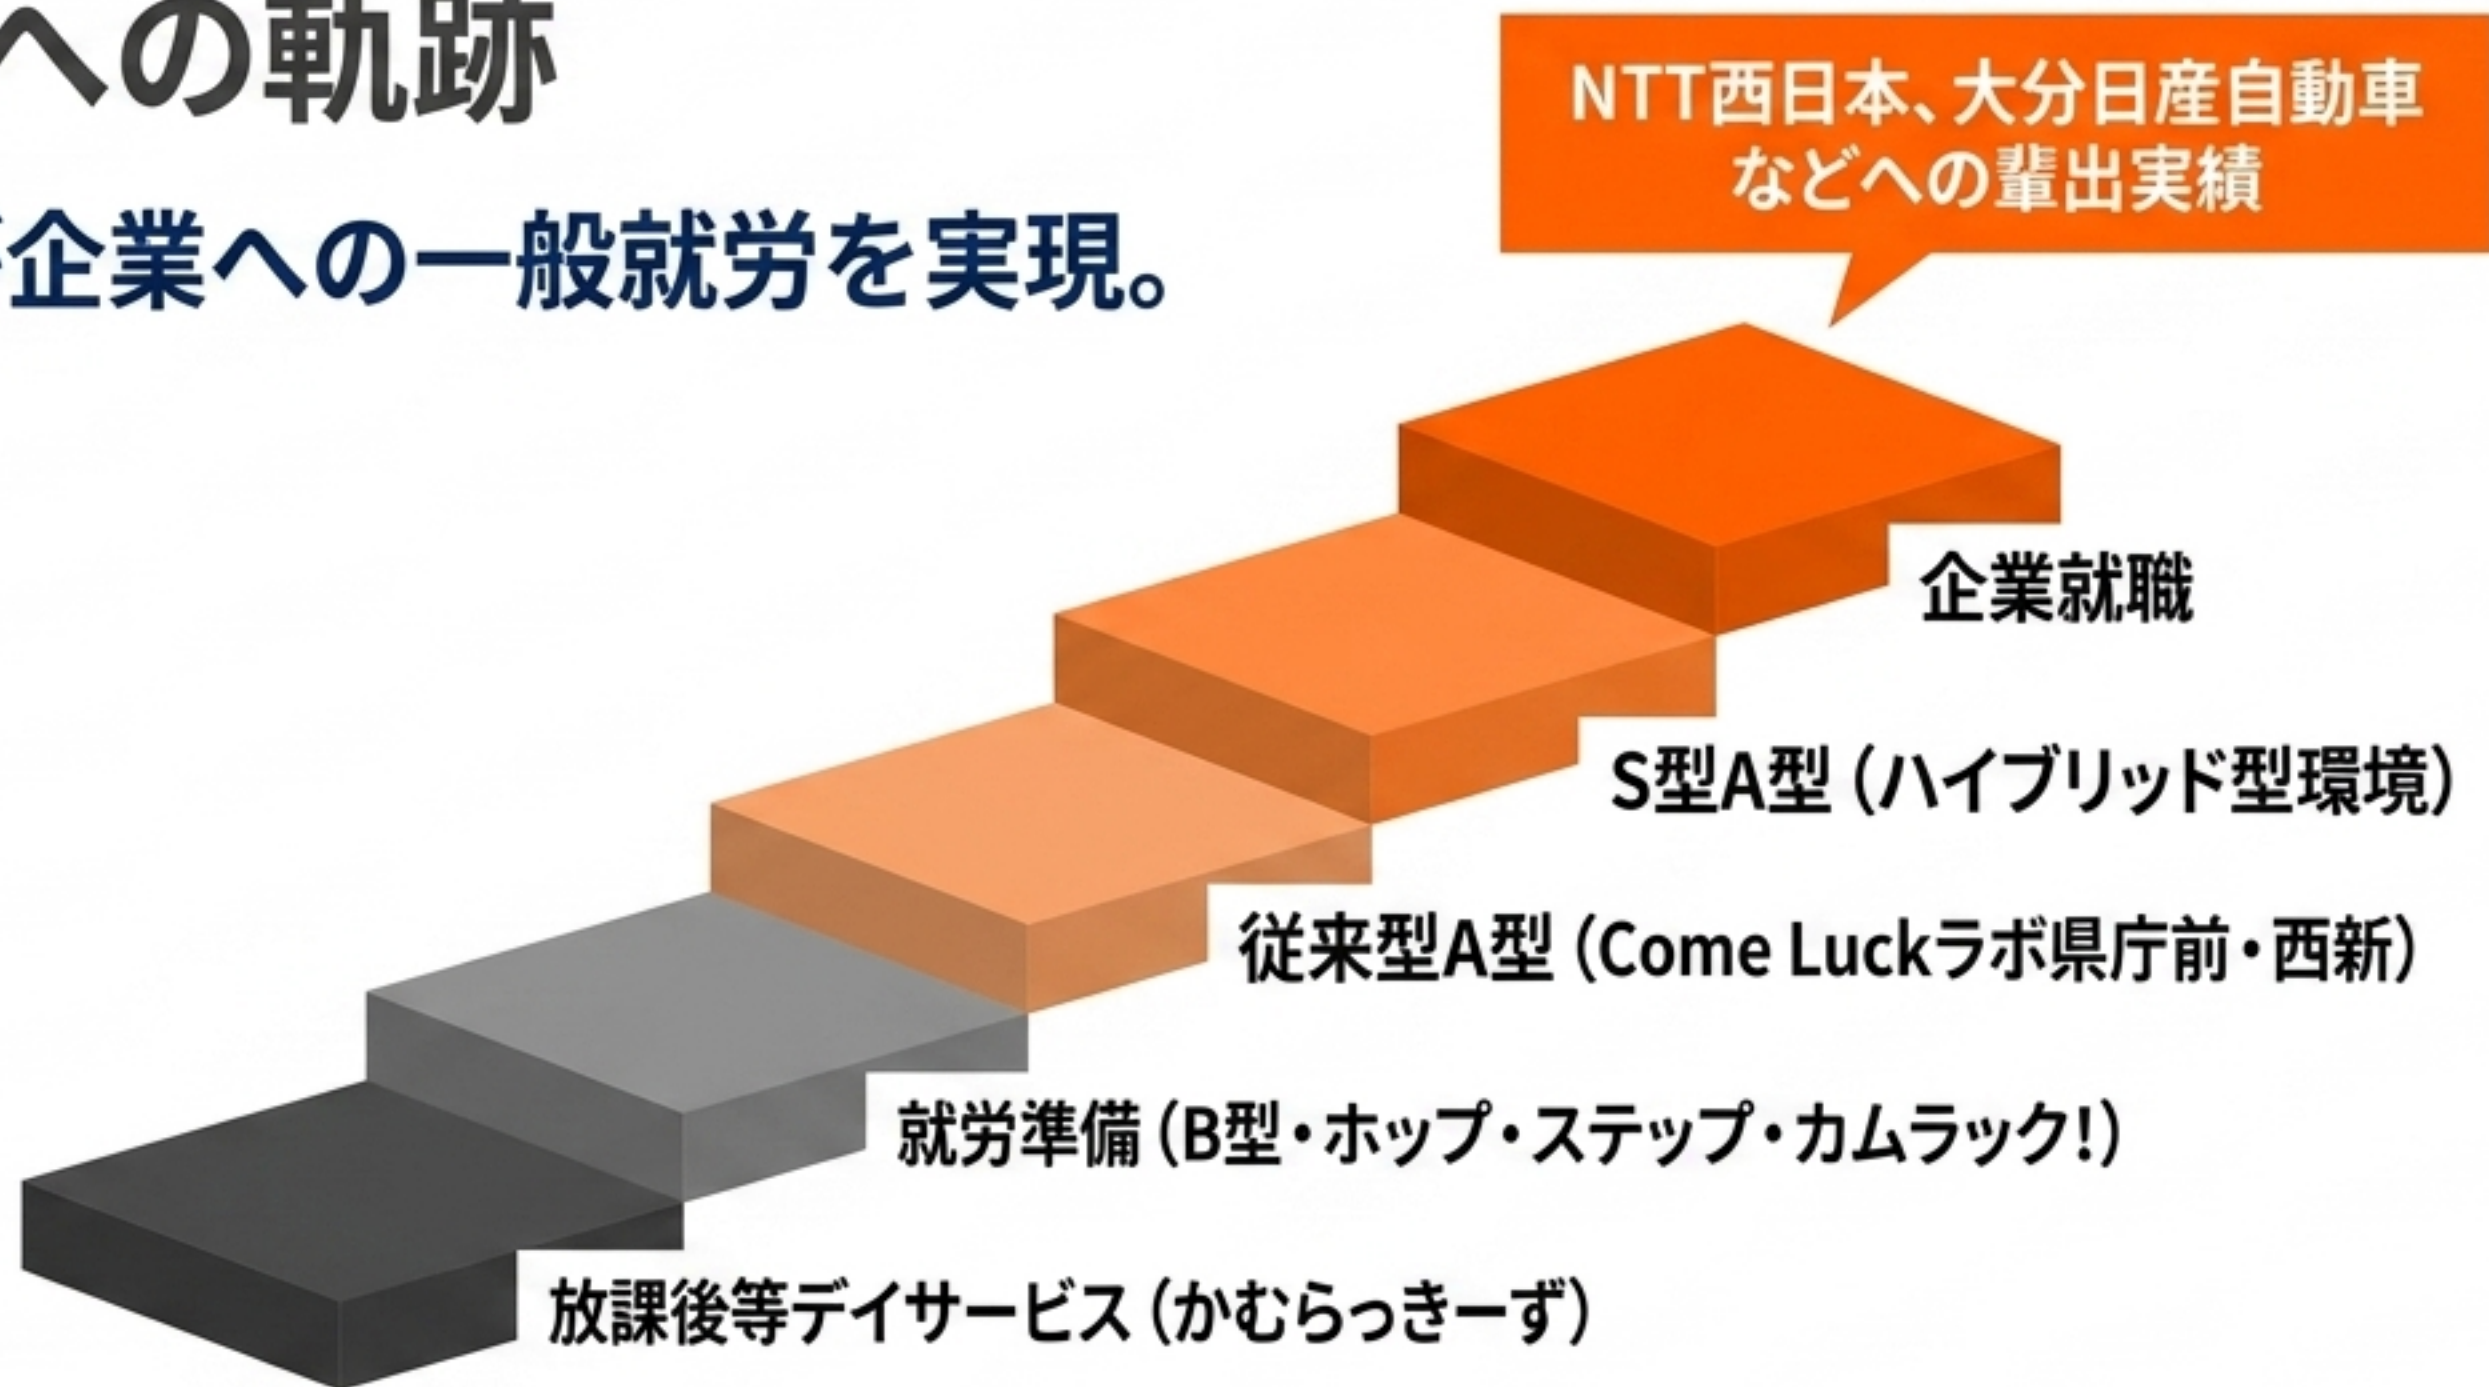 への軌跡
企業への一般就労を実現。
NTT西日本、大分日産自動車
などへの輩出実績
企業就職
S型A型（ハイブリッド型環境）
従来型A型（Come Luckラボ県庁前・西新）
就労準備（B型・ホップ・ステップ・カムラック!）
放課後等デイサービス（かむらっきーず）